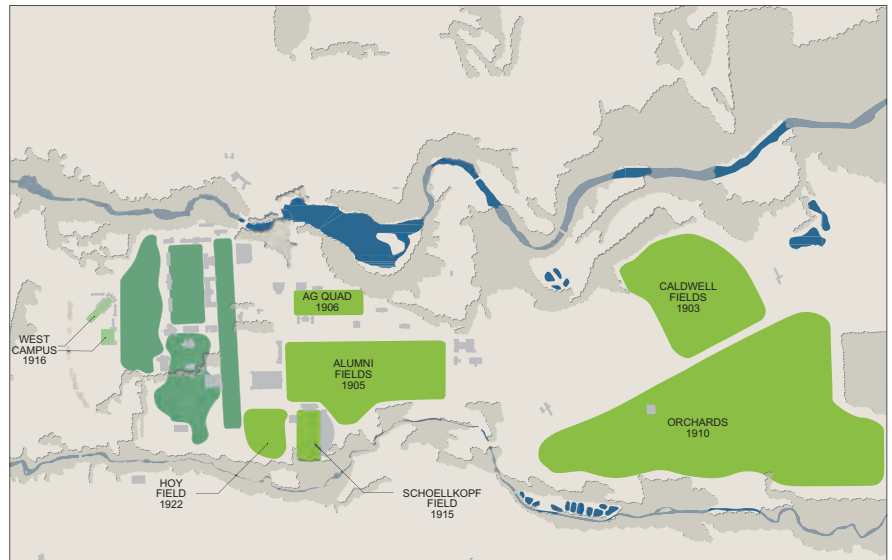 CALDWELL
FIELDS
1903
AG QUAD
1906
WEST
CAMPUS
1916
ALUMNI
FIELDS
1905
ORCHARDS
1910
HOY
FIELD
1922
SCHOELLKOPF
FIELD
1915